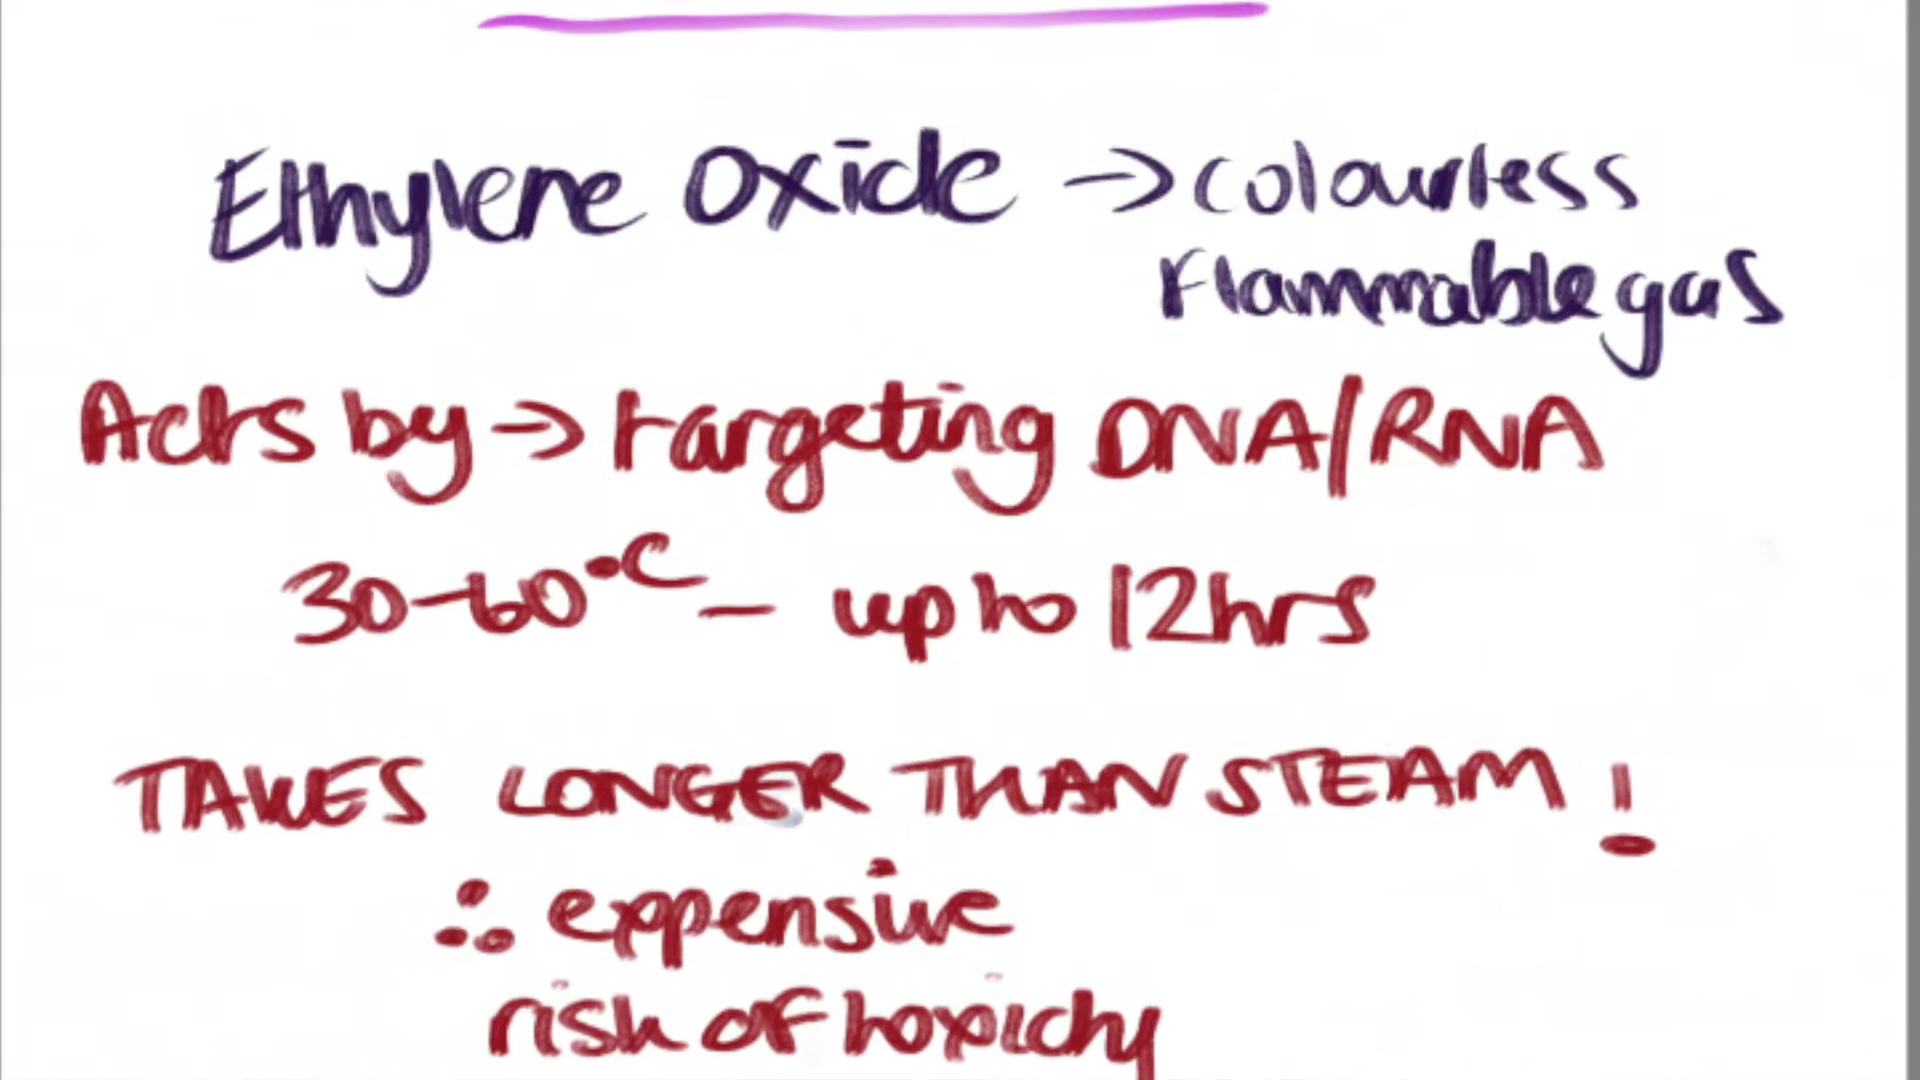 Ethylene Oxide → colourless
Flammable gas
Acts by → targeting DNA/RNA
30-60°C - up to 12hrs
TAKES LONGER THAN STEAM !
∴ expensive
risk of toxicity